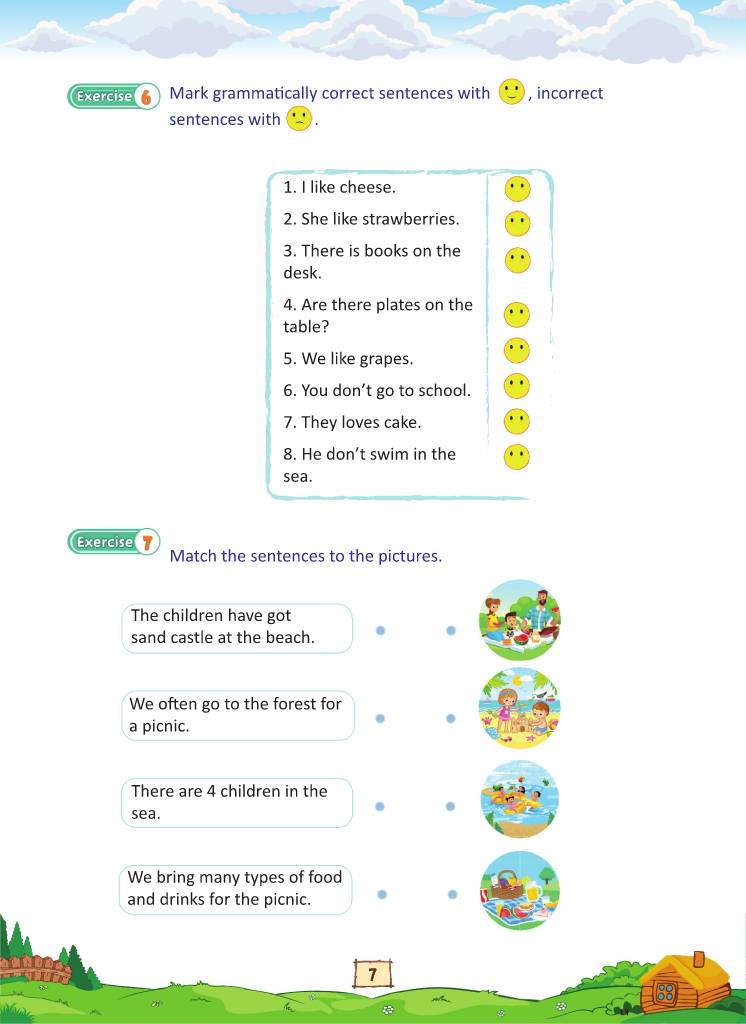 Exercise 6 Mark grammatically correct sentences with , incorrect
sentences with .
1. I like cheese.
2. She like strawberries.
3. There is books on the
desk.
4. Are there plates on the
table?
5. We like grapes.
6. You don't go to school.
7. They loves cake.
8. He don't swim in the
sea.
Exercise 7
Match the sentences to the pictures.
The children have got
sand castle at the beach.
We often go to the forest for
a picnic.
There are 4 children in the
sea.
We bring many types of food
and drinks for the picnic.
7